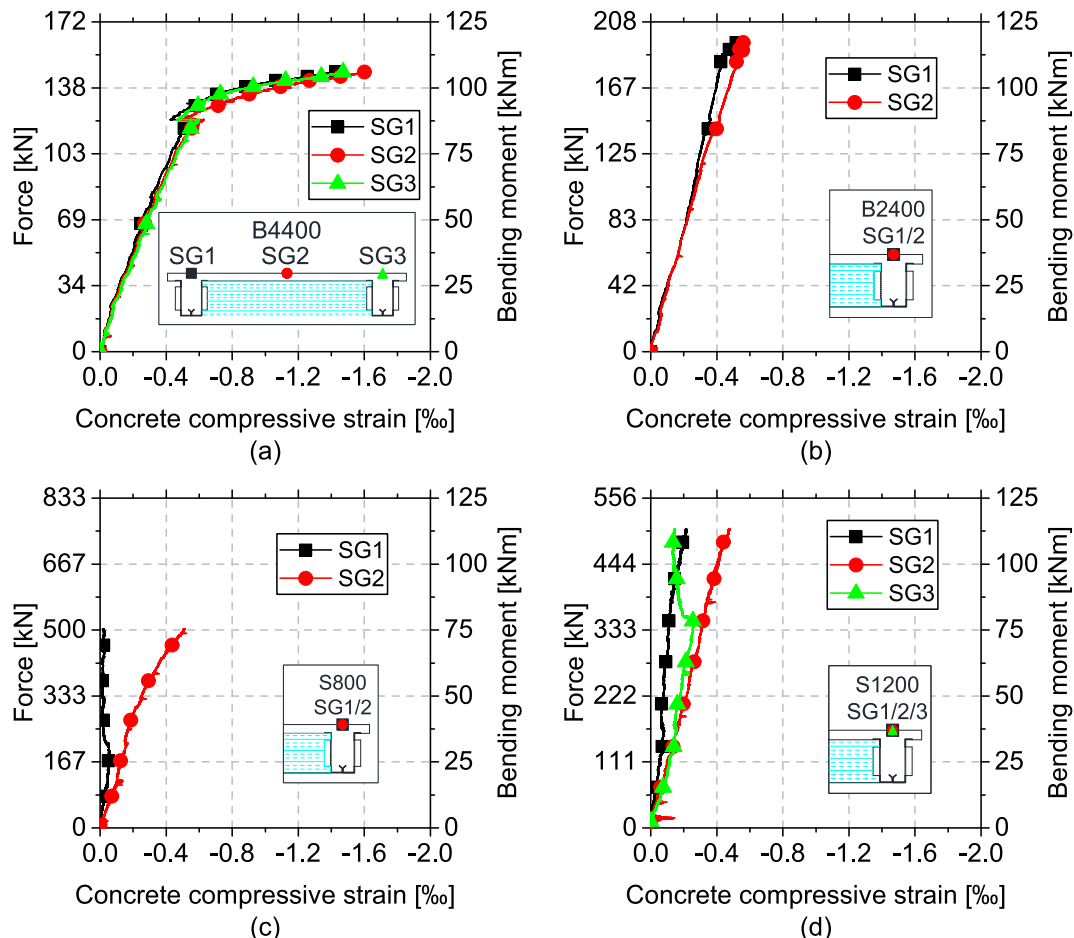 172
138
103
69
34
0
Force [kN]
125
100
75
50
25
0
Bending moment [kNm]
SG1
SG2
SG3
B4400
SG1 SG2 SG3
0.0 -0.4 -0.8 -1.2 -1.6 -2.0
Concrete compressive strain [‰]
(a)
208
167
125
83
42
0
Force [kN]
125
100
75
50
25
0
Bending moment [kNm]
SG1
SG2
B2400
SG1/2
0.0 -0.4 -0.8 -1.2 -1.6 -2.0
Concrete compressive strain [‰]
(b)
833
667
500
333
167
0
Force [kN]
125
100
75
50
25
0
Bending moment [kNm]
SG1
SG2
S800
SG1/2
0.0 -0.4 -0.8 -1.2 -1.6 -2.0
Concrete compressive strain [‰]
(c)
556
444
333
222
111
0
Force [kN]
125
100
75
50
25
0
Bending moment [kNm]
SG1
SG2
SG3
S1200
SG1/2/3
0.0 -0.4 -0.8 -1.2 -1.6 -2.0
Concrete compressive strain [‰]
(d)